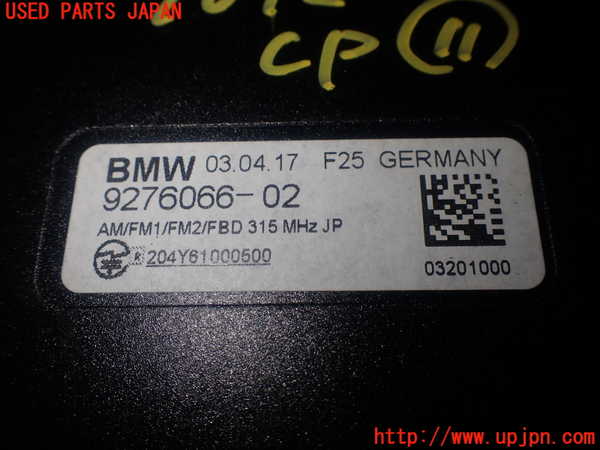 USED PARTS JAPAN
CP 11
BMW 03.04.17 F25 GERMANY
9276066-02
AM/FM1/FM2/FBD 315 MHz JP
R 204Y61000500
03201000
http://www.upjpn.com/